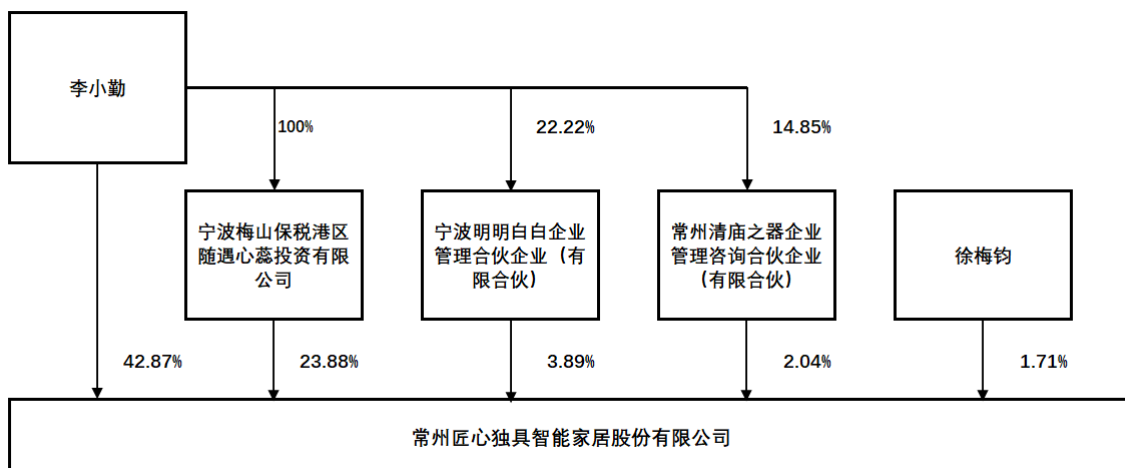 李小勤
100%
22.22%
14.85%
宁波梅山保税港区
随遇心蕊投资有限
公司
宁波明明白白企业
管理合伙企业（有
限合伙）
常州清庙之器企业
管理咨询合伙企业
（有限合伙）
徐梅钧
42.87%
23.88%
3.89%
2.04%
1.71%
常州匠心独具智能家居股份有限公司